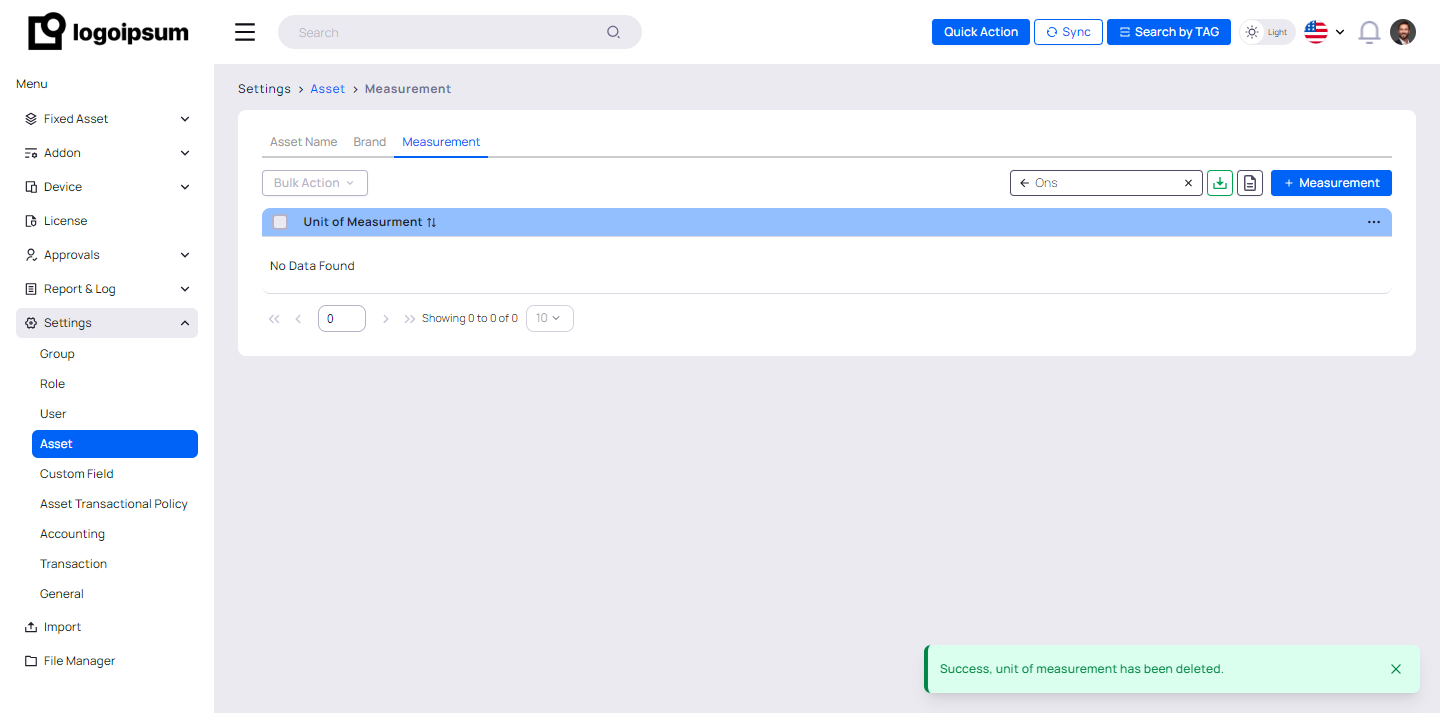 logoipsum
Search
Quick Action
Sync
Search by TAG
Light
Menu
Fixed Asset
Addon
Device
License
Approvals
Report & Log
Settings
Group
Role
User
Asset
Custom Field
Asset Transactional Policy
Accounting
Transaction
General
Import
File Manager
Settings > Asset > Measurement
Asset Name Brand Measurement
Bulk Action
Ons
+ Measurement
Unit of Measurment
No Data Found
0
Showing 0 to 0 of 0
10
Success, unit of measurement has been deleted.